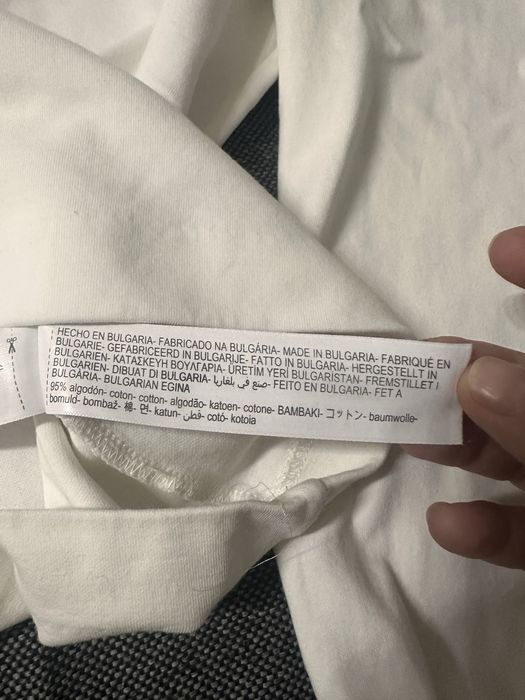 HECHO EN BULGARIA- FABRICADO NA BULGÁRIA- MADE IN BULGARIA- FABRIQUÉ EN
BULGARIE- GEFABRICEERD IN BULGARIJE- FATTO IN BULGARIA- HERGESTELLT IN
BULGARIEN- ΚΑΤΑΣΚΕΥΗ ΒΟΥΛΓΑΡΙΑ- ÜRETİM YERİ BULGARISTAN- FREMSTILLET I
BULGARIEN- DIBUAT DI BULGARIA- صنع في بلغاريا- FEITO EN BULGARIA- FET A
BULGÀRIA- BULGARIAN EGINA
95% algodón- coton- cotton- algodão- katoen- cotone- ΒΑΜΒΑΚΙ- コットン- baumwolle-
bomuld- bombaž- 棉- 면- katun- قطن- cotó- kotoia